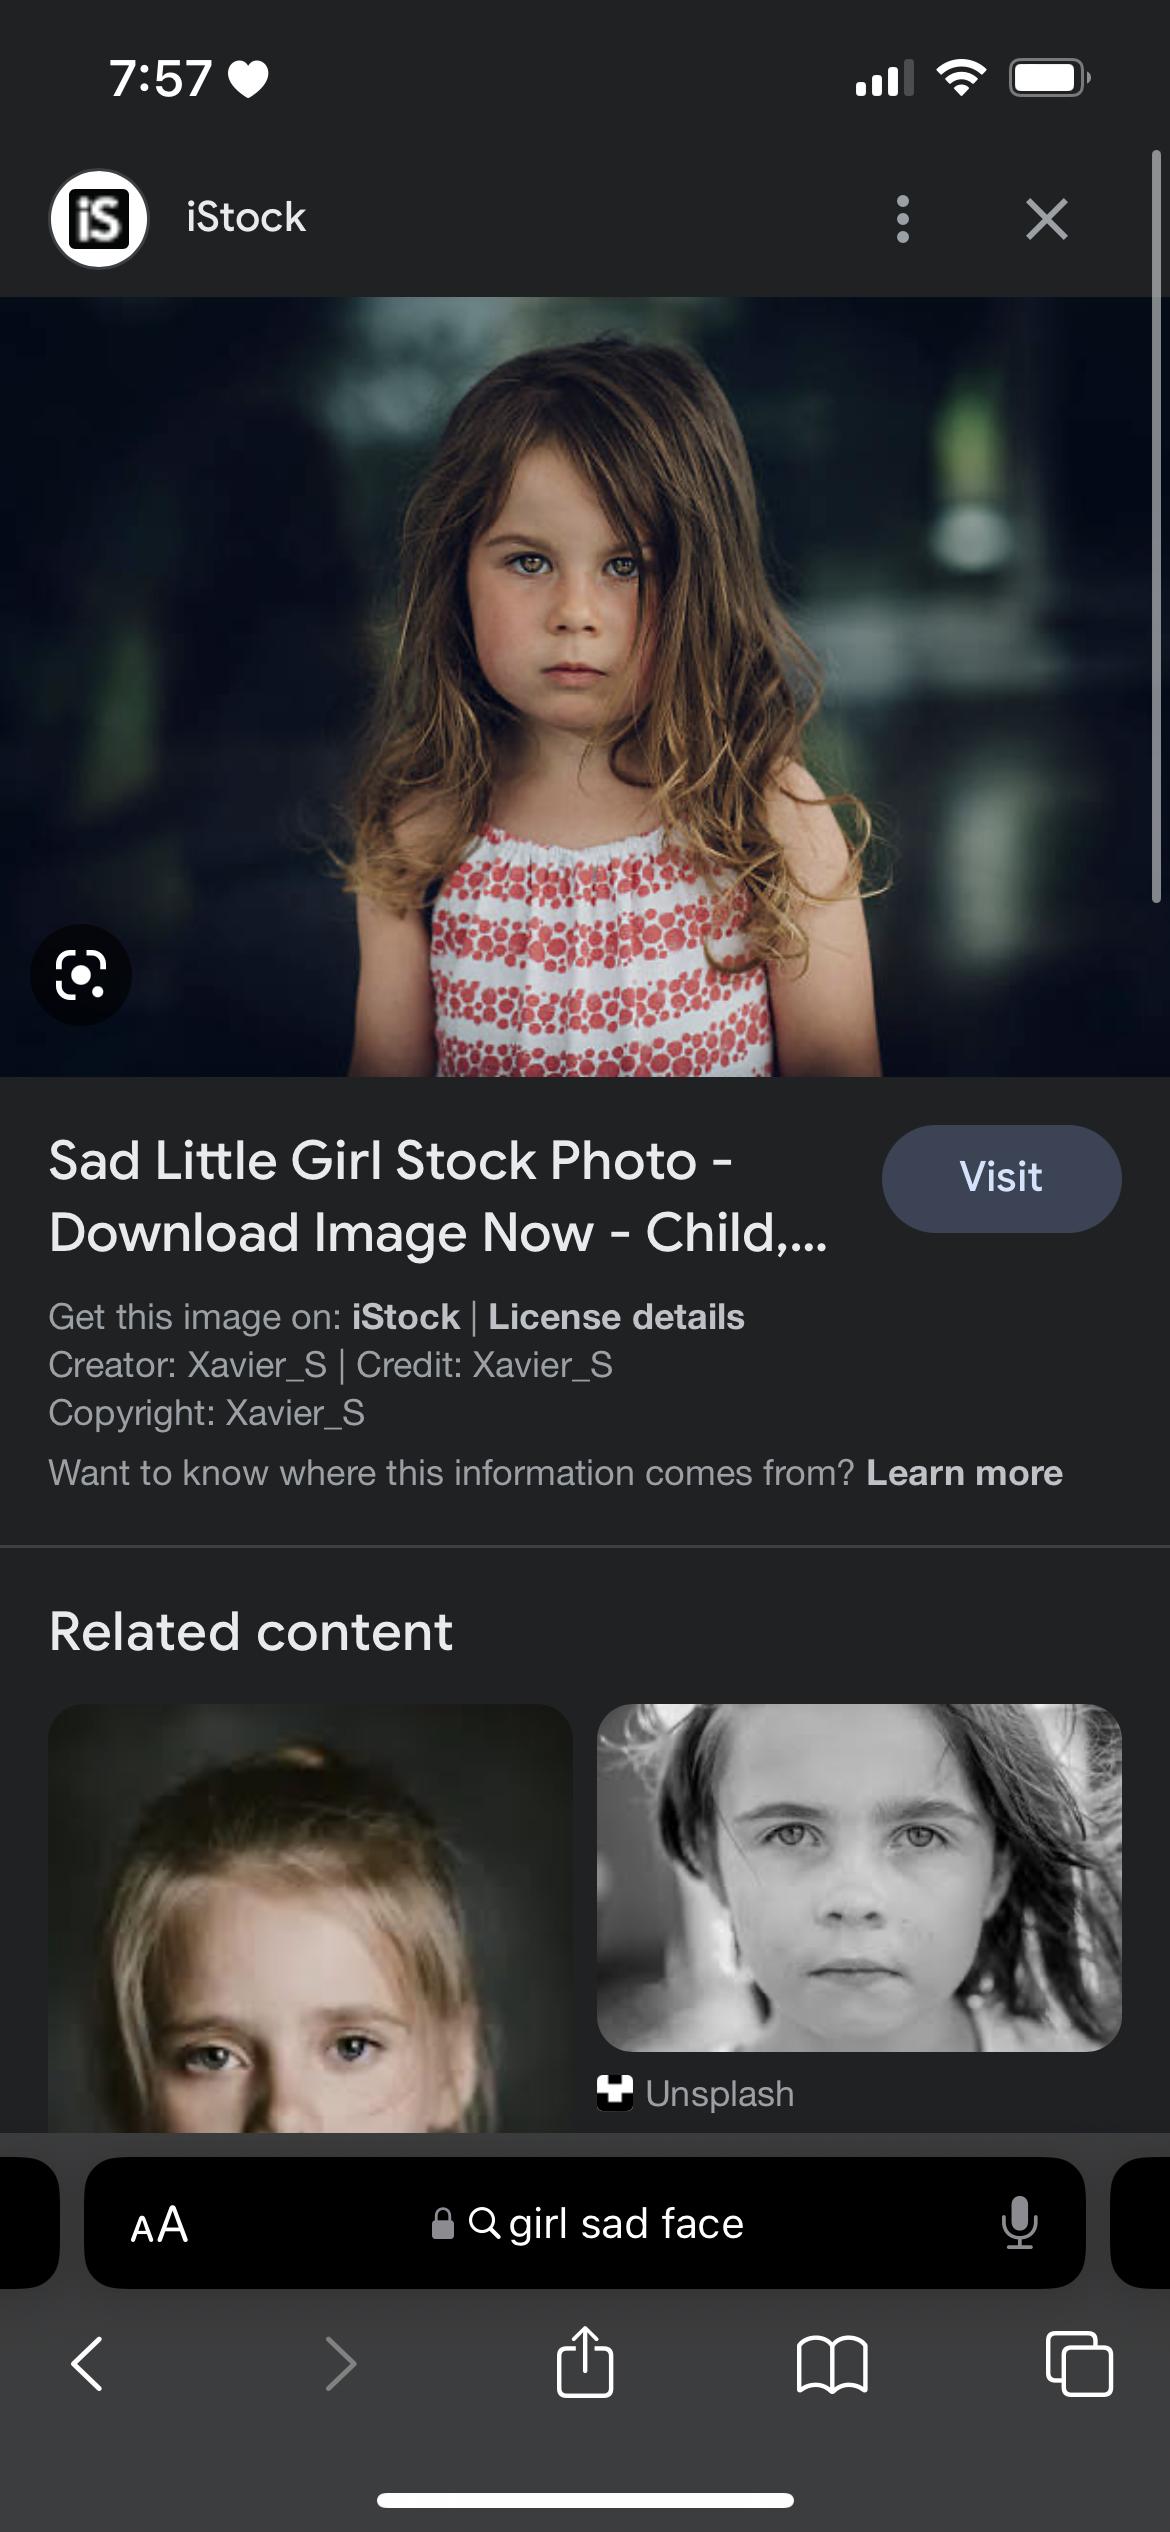 7:57
iS iStock
Sad Little Girl Stock Photo -
Download Image Now - Child,...
Visit
Get this image on: iStock | License details
Creator: Xavier_S | Credit: Xavier_S
Copyright: Xavier_S
Want to know where this information comes from? Learn more
Related content
Unsplash
AA girl sad face